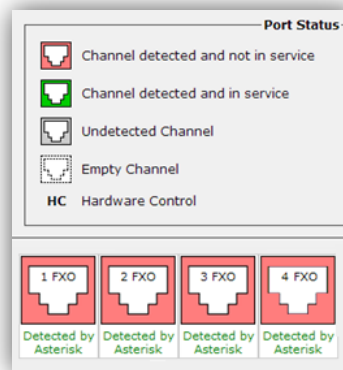 Port Status
Channel detected and not in service
Channel detected and in service
Undetected Channel
Empty Channel
HC Hardware Control
1 FXO 2 FXO 3 FXO 4 FXO
Detected by Detected by Detected by Detected by
Asterisk Asterisk Asterisk Asterisk